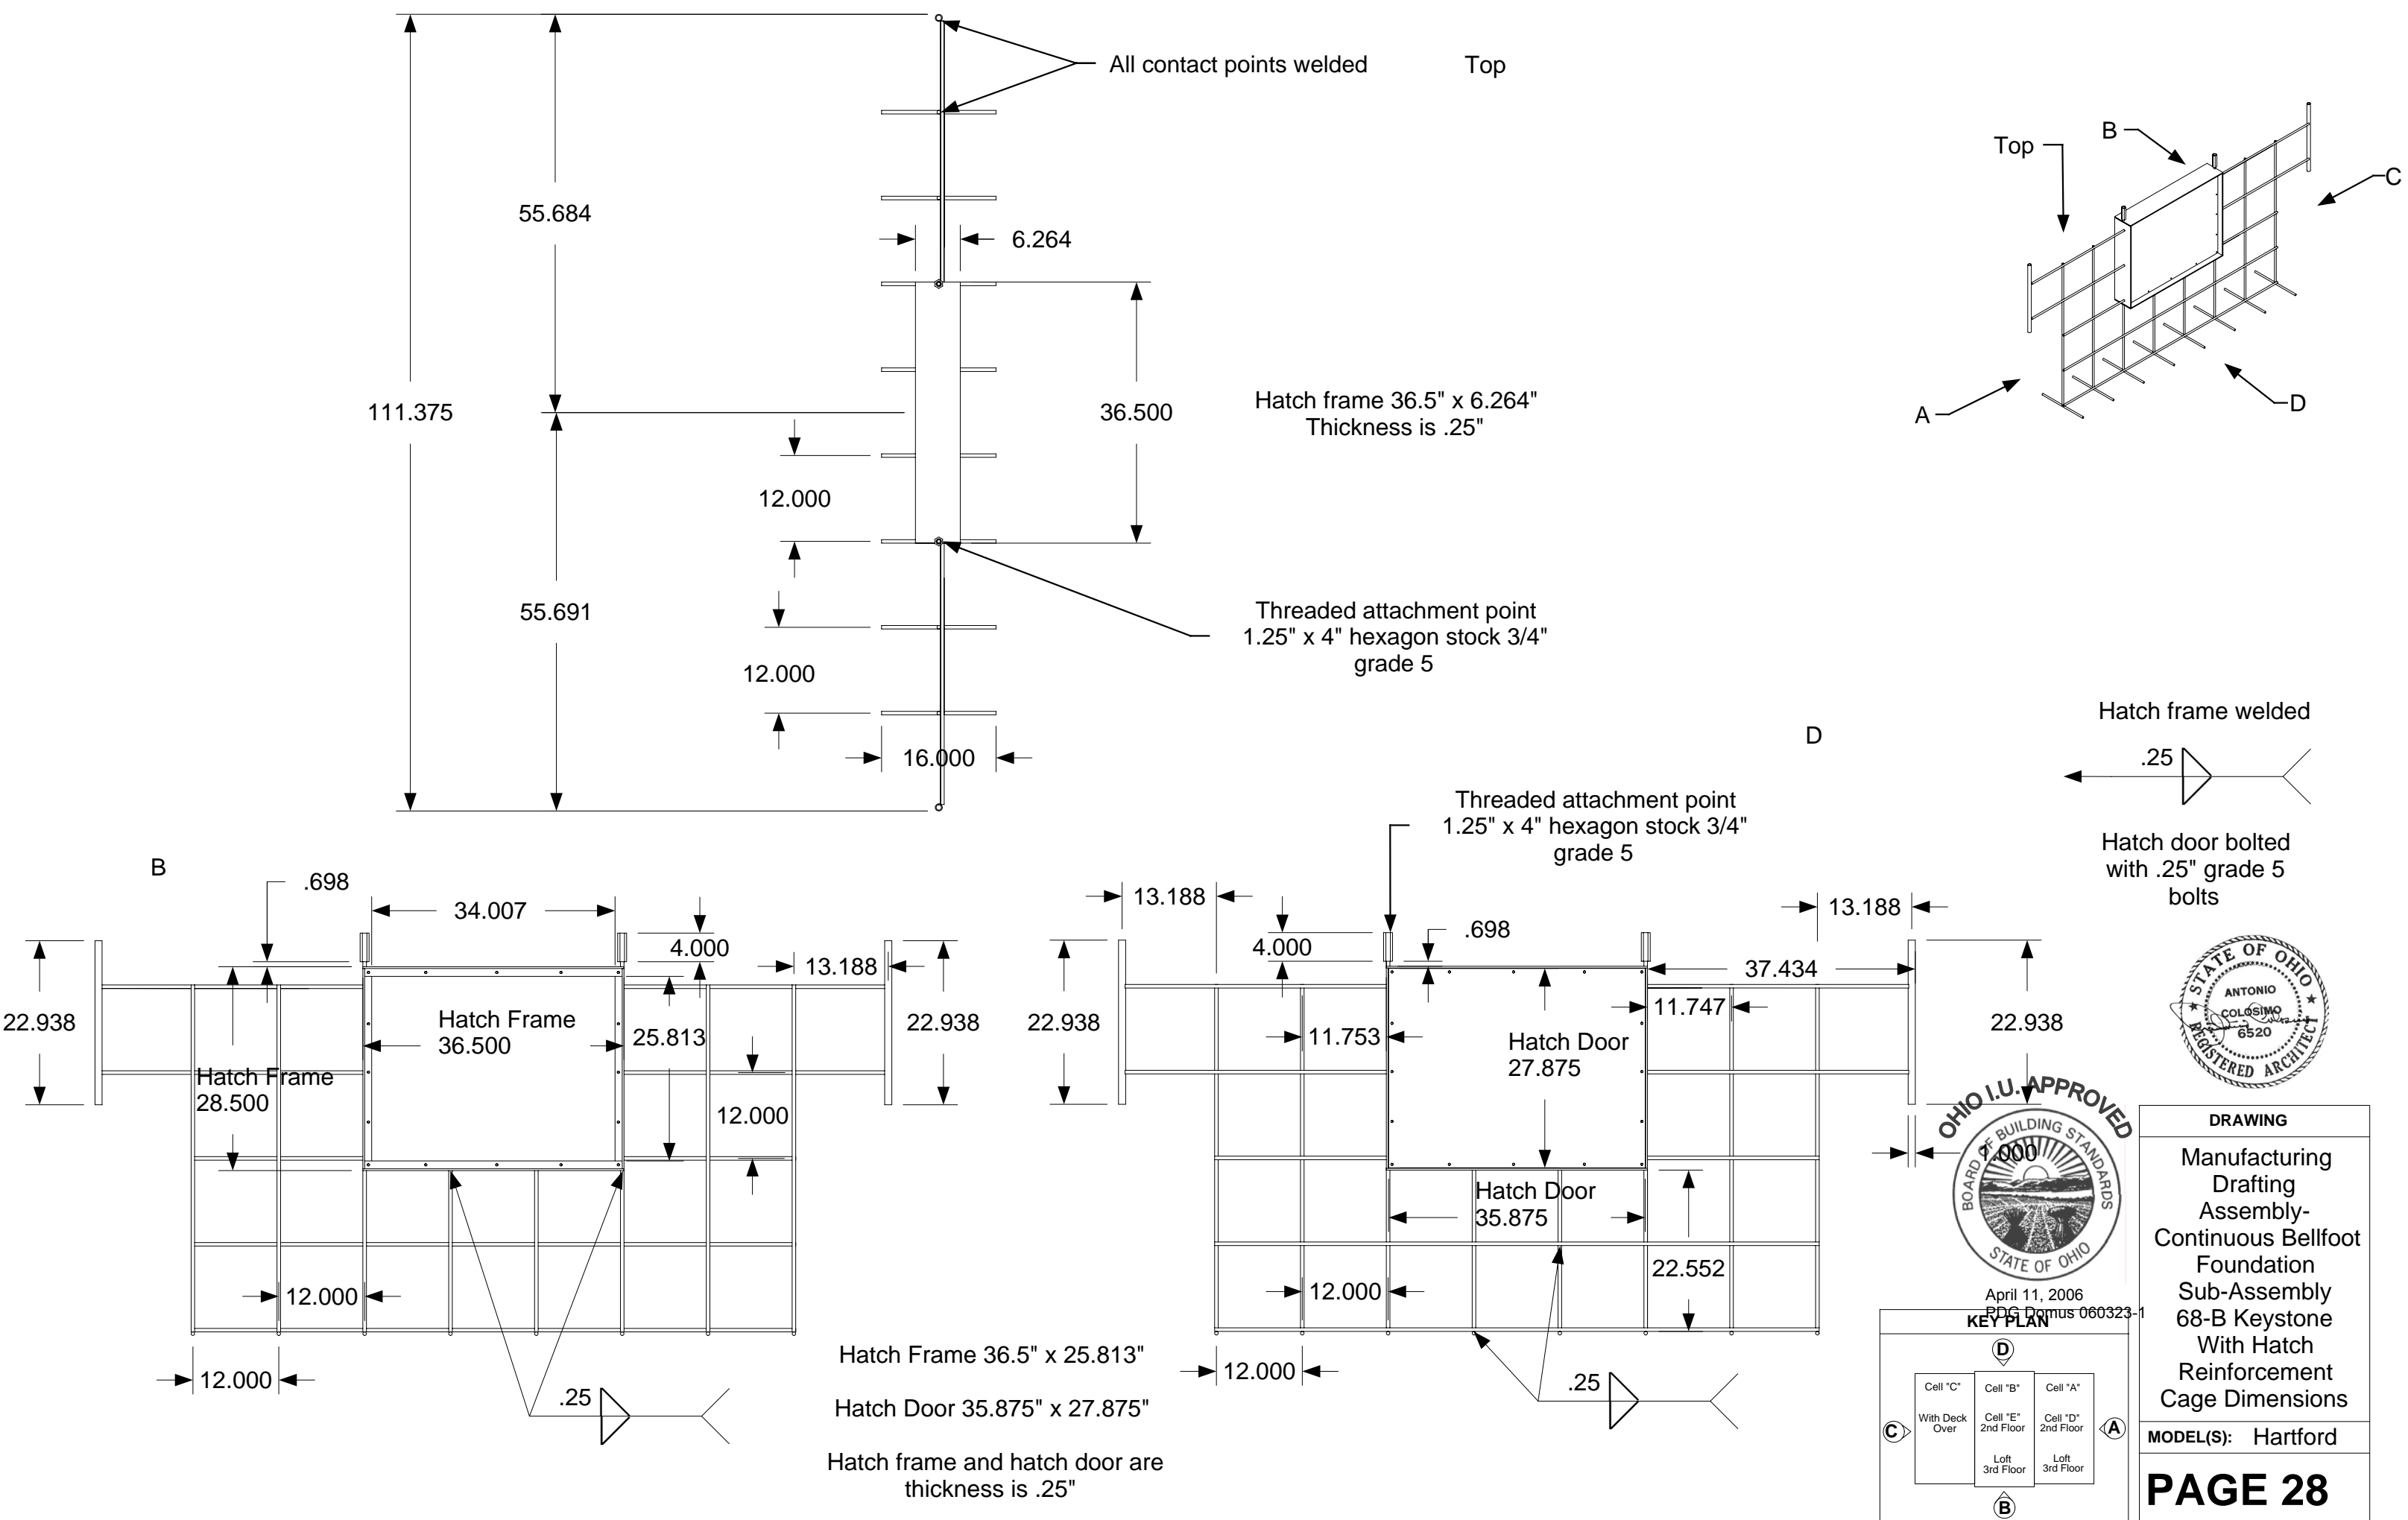 All contact points welded
Top
111.375
55.684
55.691
6.264
36.500
12.000
12.000
16.000
Hatch frame 36.5" x 6.264"
Thickness is .25"
Threaded attachment point
1.25" x 4" hexagon stock 3/4"
grade 5
Top
B
C
A
D
B
.698
34.007
4.000
13.188
22.938
22.938
Hatch Frame
36.500
25.813
Hatch Frame
28.500
12.000
12.000
12.000
.25
Hatch Frame 36.5" x 25.813"
Hatch Door 35.875" x 27.875"
Hatch frame and hatch door are
thickness is .25"
D
Threaded attachment point
1.25" x 4" hexagon stock 3/4"
grade 5
13.188
4.000
.698
13.188
37.434
11.747
11.753
22.938
22.938
Hatch Door
27.875
1.000
Hatch Door
35.875
22.552
12.000
12.000
.25
Hatch frame welded
.25
Hatch door bolted
with .25" grade 5
bolts
STATE OF OHIO
ANTONIO
COLOSIMO
6520
REGISTERED ARCHITECT
OHIO I.U. APPROVED
BOARD OF BUILDING STANDARDS
STATE OF OHIO
April 11, 2006
PDG Domus 060323-1
KEY PLAN
D
Cell "C"
Cell "B"
Cell "A"
With Deck
Over
Cell "E"
2nd Floor
Cell "D"
2nd Floor
C
A
Loft
3rd Floor
Loft
3rd Floor
B
DRAWING
Manufacturing
Drafting
Assembly-
Continuous Bellfoot
Foundation
Sub-Assembly
68-B Keystone
With Hatch
Reinforcement
Cage Dimensions
MODEL(S): Hartford
PAGE 28